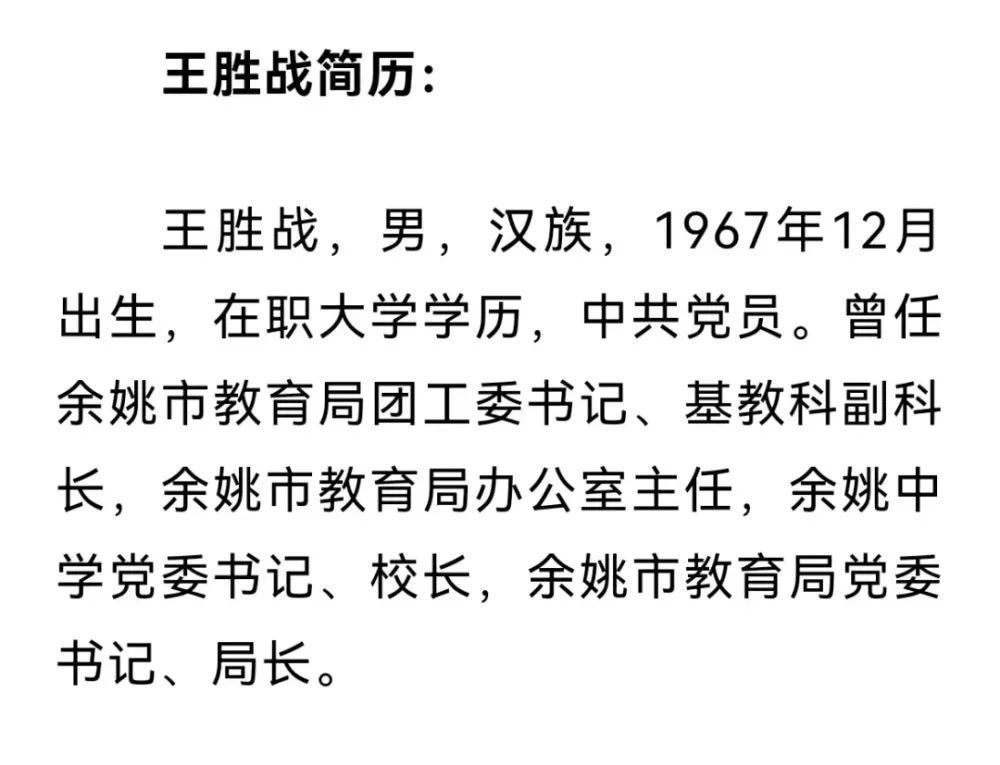 王胜战简历：
王胜战，男，汉族，1967年12月
出生，在职大学学历，中共党员。曾任
余姚市教育局团工委书记、基教科副科
长，余姚市教育局办公室主任，余姚中
学党委书记、校长，余姚市教育局党委
书记、局长。